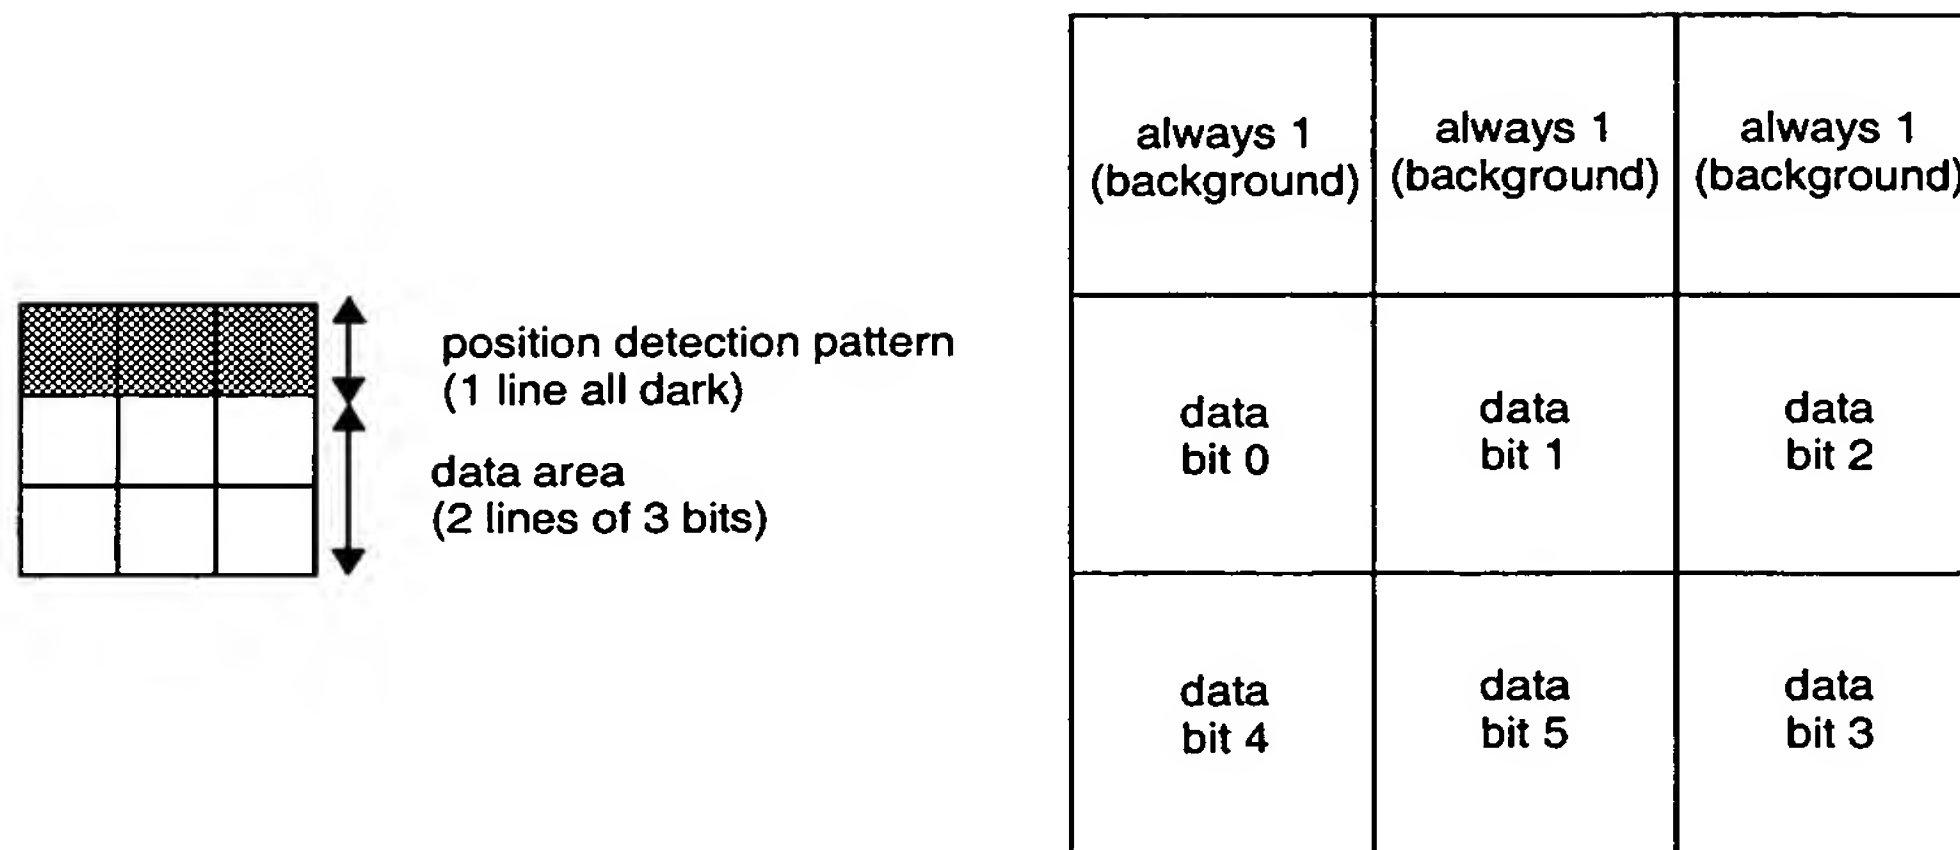 position detection pattern
(1 line all dark)
data area
(2 lines of 3 bits)
always 1
(background)
always 1
(background)
always 1
(background)
data
bit 0
data
bit 1
data
bit 2
data
bit 4
data
bit 5
data
bit 3